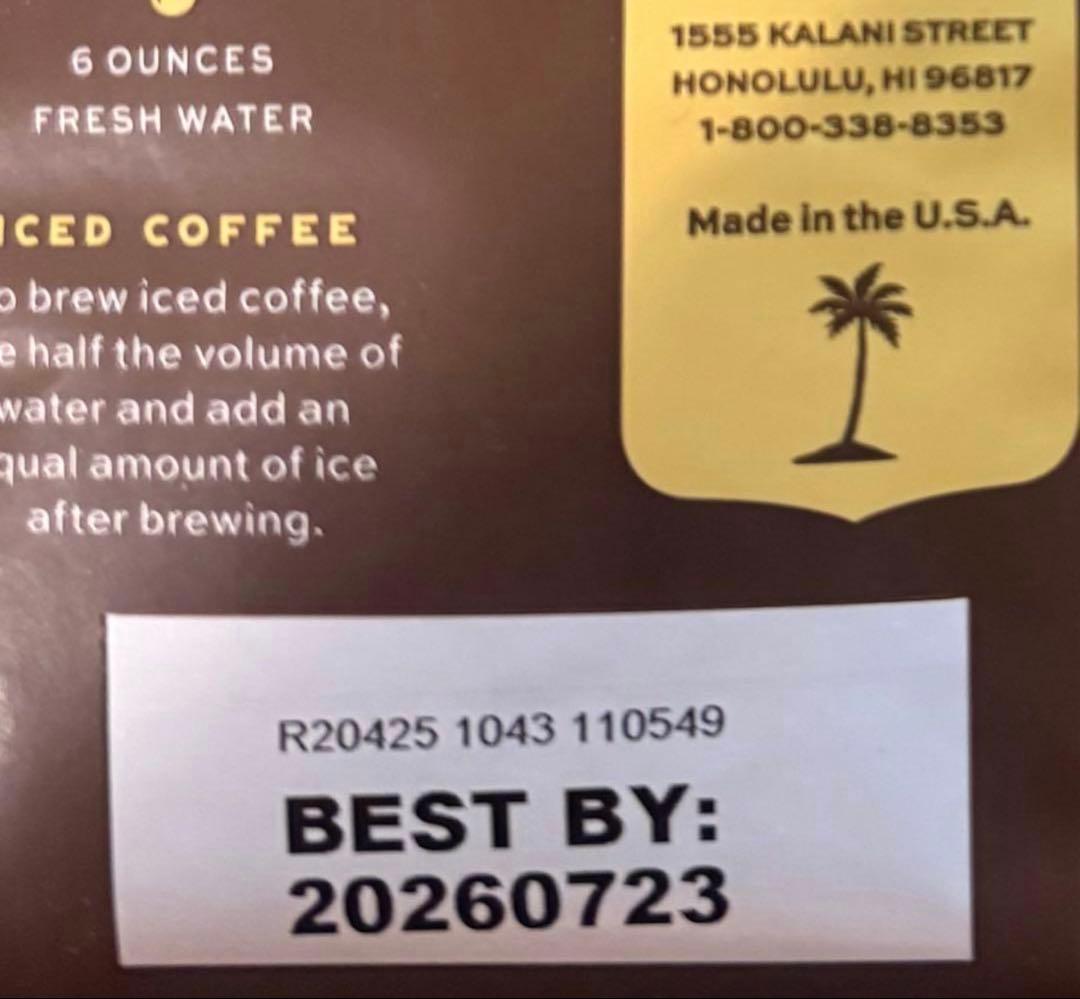 6 OUNCES
FRESH WATER
ICED COFFEE
brew iced coffee,
half the volume of
water and add an
qual amount of ice
after brewing.
1555 KALANI STREET
HONOLULU, HI 96817
1-800-338-8353
Made in the U.S.A.
R20425 1043 110549
BEST BY:
20260723